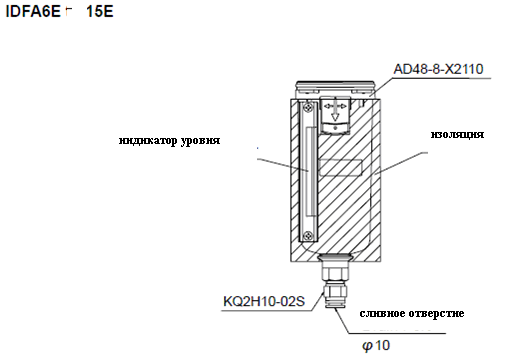 IDFA6E 15E
AD48-8-X2110
индикатор уровня
изоляция
KQ2H10-02S
сливное отверстие
φ10